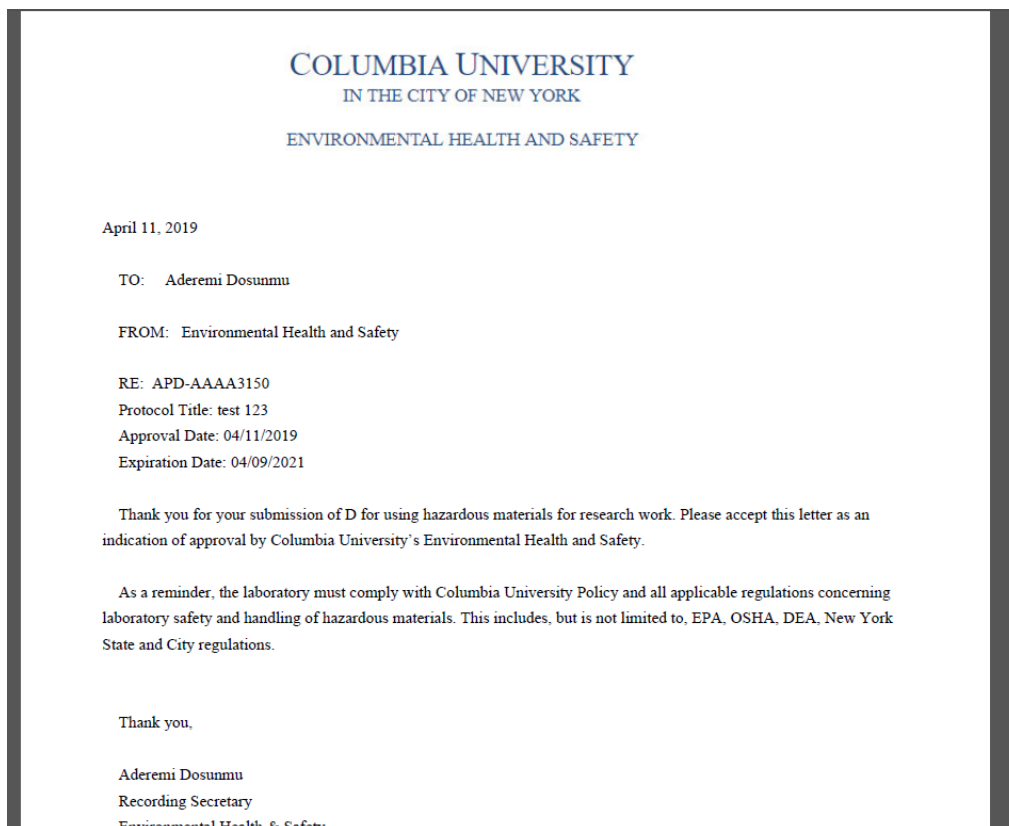 COLUMBIA UNIVERSITY
IN THE CITY OF NEW YORK
ENVIRONMENTAL HEALTH AND SAFETY
April 11, 2019
TO: Aderemi Dosunmu
FROM: Environmental Health and Safety
RE: APD-AAAA3150
Protocol Title: test 123
Approval Date: 04/11/2019
Expiration Date: 04/09/2021
Thank you for your submission of D for using hazardous materials for research work. Please accept this letter as an
indication of approval by Columbia University’s Environmental Health and Safety.
As a reminder, the laboratory must comply with Columbia University Policy and all applicable regulations concerning
laboratory safety and handling of hazardous materials. This includes, but is not limited to, EPA, OSHA, DEA, New York
State and City regulations.
Thank you,
Aderemi Dosunmu
Recording Secretary
Environmental Health & Safety